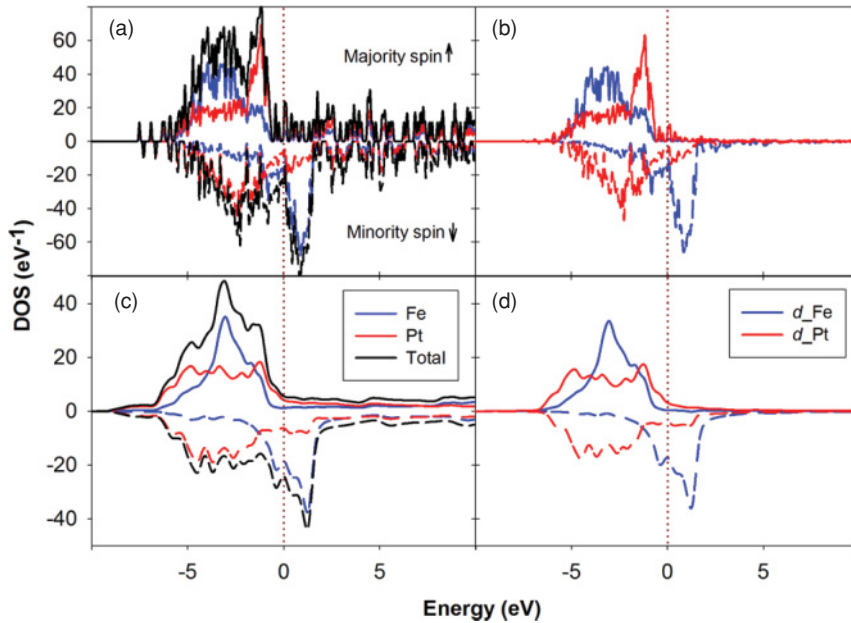 (a)
(b)
60
40
20
0
-20
-40
-60
Majority spin ↑
Minority spin ↓
DOS (eV⁻¹)
(c)
(d)
40
20
0
-20
-40
Fe
Pt
Total
d_Fe
d_Pt
-5 0 5 -5 0 5
Energy (eV)